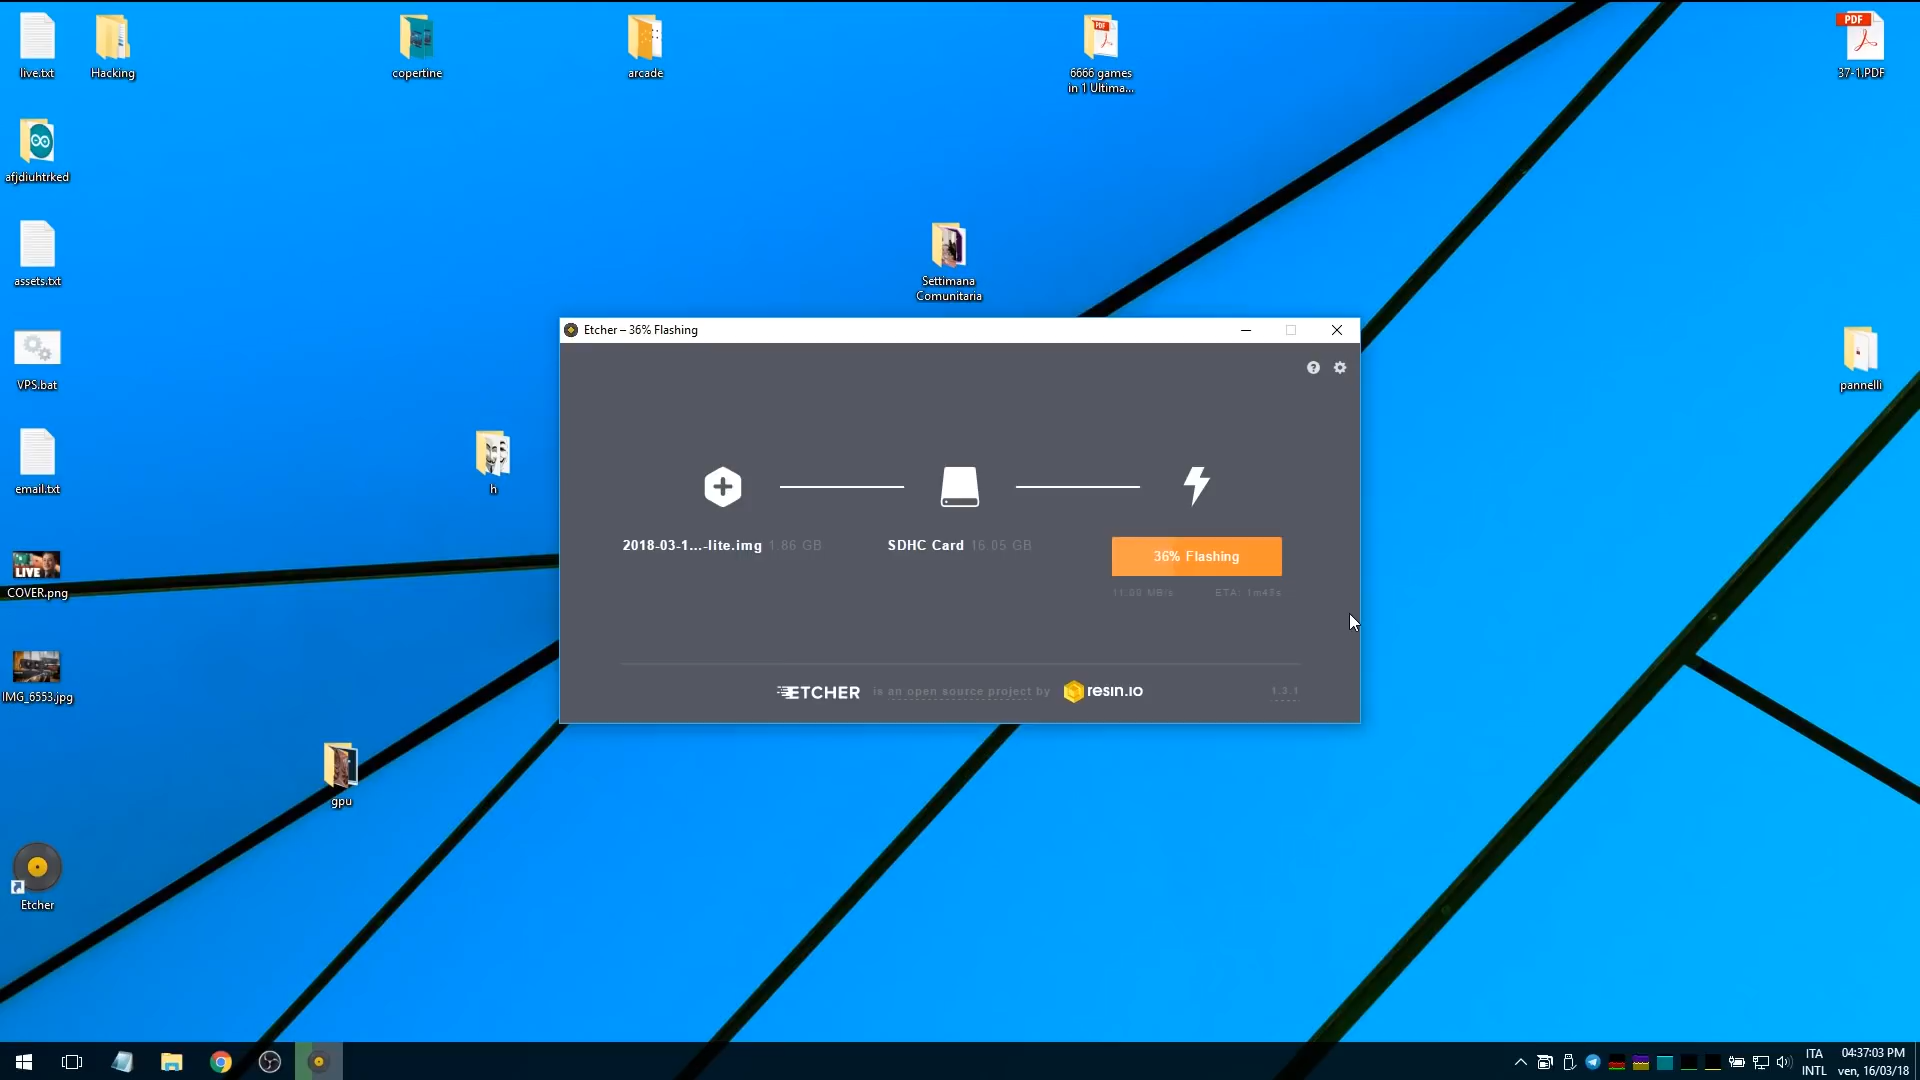 live.txt
Hacking
copertine
arcade
PDF
6666 games
in 1 Ultima...
PDF
37-1.PDF
afjdiuhtrked
assets.txt
Settimana
Comunitaria
VPS.bat
pannelli
email.txt
h
LIVE
COVER.png
IMG_6553.jpg
gpu
Etcher
Etcher – 36% Flashing
2018-03-1...-lite.img 1.86 GB
SDHC Card 16.05 GB
36% Flashing
ETCHER is an open source project by resin.io
1.3.1
ITA
INTL
04:37:03 PM
ven, 16/03/18